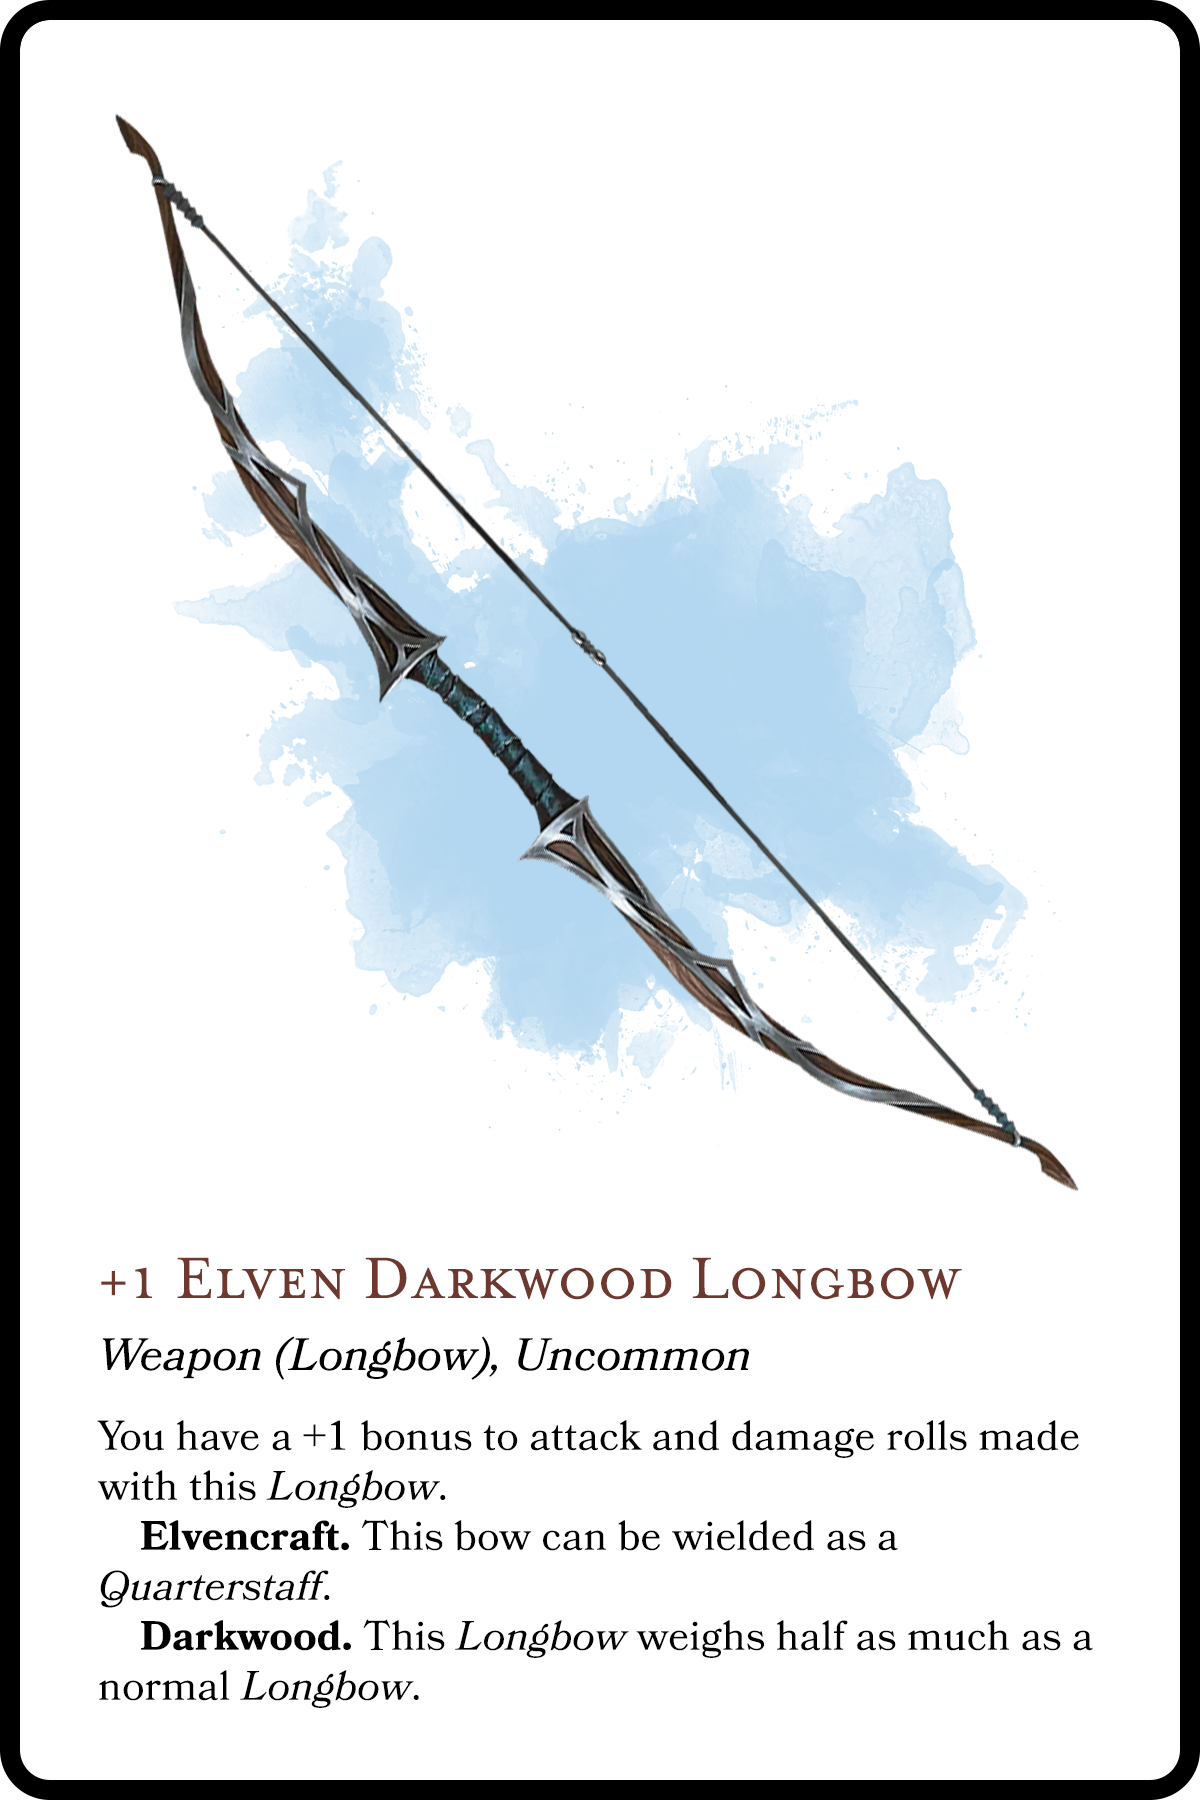 +1 Elven Darkwood Longbow
Weapon (Longbow), Uncommon
You have a +1 bonus to attack and damage rolls made
with this Longbow.
Elvencraft. This bow can be wielded as a
Quarterstaff.
Darkwood. This Longbow weighs half as much as a
normal Longbow.